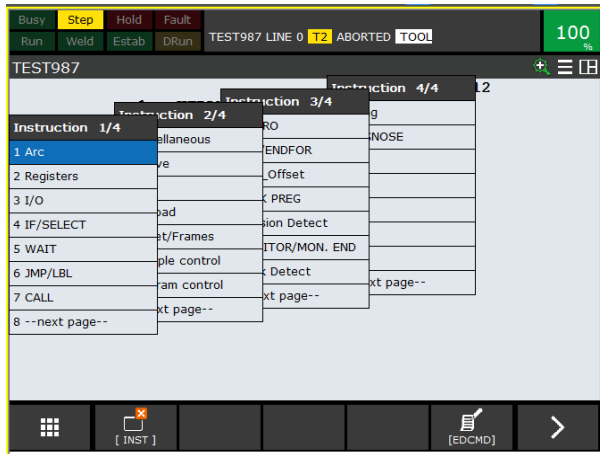 Busy Step Hold Fault
Run Weld Estab DRun
TEST987 LINE 0 T2 ABORTED TOOL
100
%
TEST987
12
Instruction 1/4
1 Arc
2 Registers
3 I/O
4 IF/SELECT
5 WAIT
6 JMP/LBL
7 CALL
8 --next page--
Instruction 2/4
ellaneous
ve
oad
et/Frames
ple control
ram control
xt page--
Instruction 3/4
RO
/ENDFOR
_Offset
K PREG
sion Detect
ITOR/MON. END
k Detect
xt page--
Instruction 4/4
g
NOSE
xt page--
[ INST ]
[EDCMD]